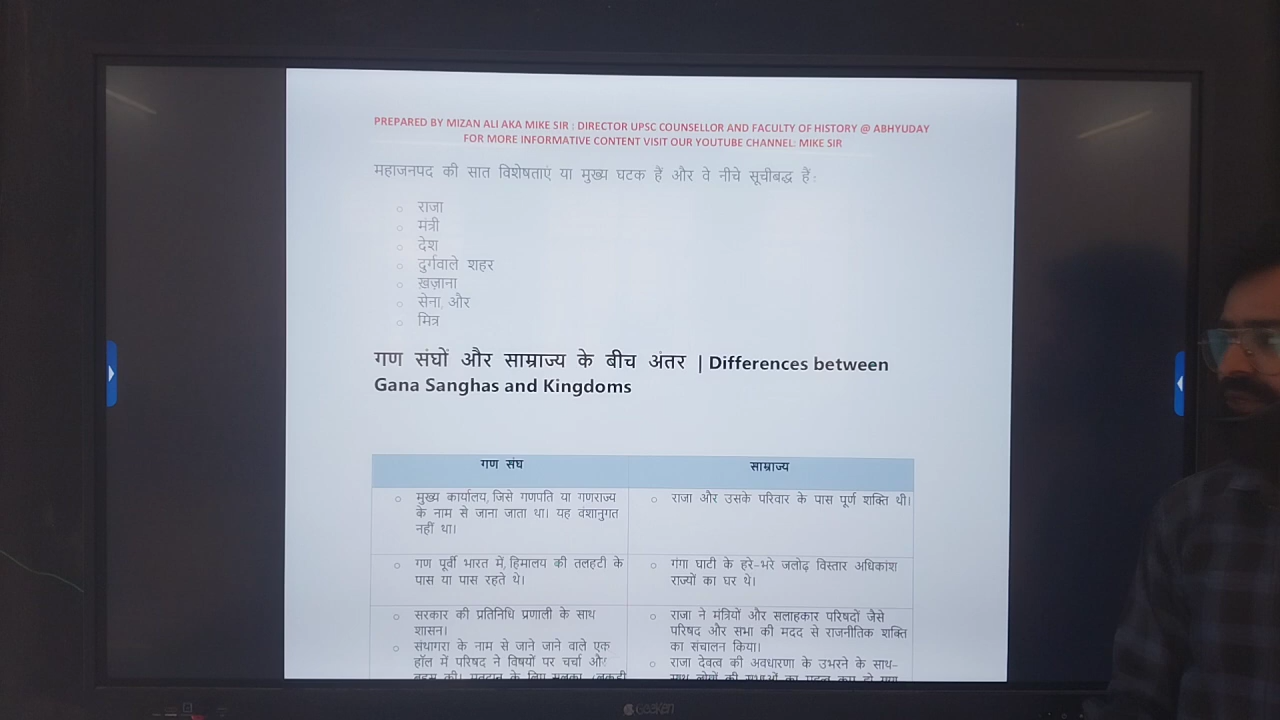 PREPARED BY MIZAN ALI AKA MIKE SIR : DIRECTOR UPSC COUNSELLOR AND FACULTY OF HISTORY @ ABHYUDAY
FOR MORE INFORMATIVE CONTENT VISIT OUR YOUTUBE CHANNEL: MIKE SIR
महाजनपद की सात विशेषताएं या मुख्य घटक हैं और वे नीचे सूचीबद्ध हैं:
राजा
मंत्री
देश
दुर्गवाले शहर
ख़ज़ाना
सेना, और
मित्र
गण संघों और साम्राज्य के बीच अंतर | Differences between
Gana Sanghas and Kingdoms
गण संघ
मुख्य कार्यालय, जिसे गणपति या गणराज्य
के नाम से जाना जाता था। यह वंशानुगत
नहीं था।
गण पूर्वी भारत में, हिमालय की तलहटी के
पास या पास रहते थे।
सरकार की प्रतिनिधि प्रणाली के साथ
शासन।
संथागरा के नाम से जाने जाने वाले एक
हॉल में परिषद ने विषयों पर चर्चा और
साम्राज्य
राजा और उसके परिवार के पास पूर्ण शक्ति थी।
गंगा घाटी के हरे-भरे जलोढ़ विस्तार अधिकांश
राज्यों का घर थे।
राजा ने मंत्रियों और सलाहकार परिषदों जैसे
परिषद और सभा की मदद से राजनीतिक शक्ति
का संचालन किया।
राजा देवत्व की अवधारणा के उभरने के साथ-
Geeken